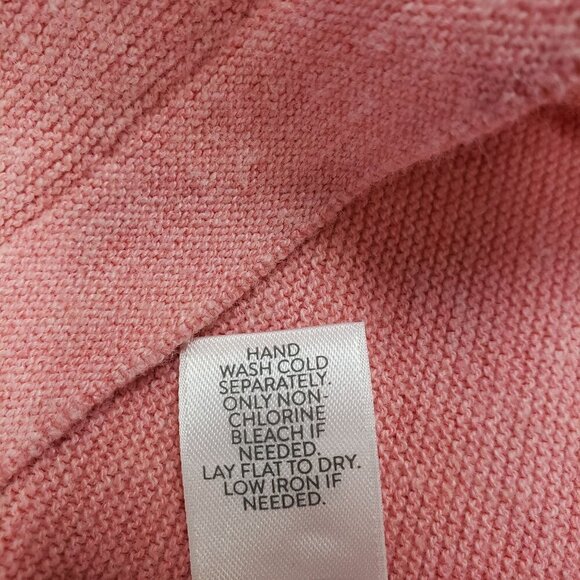 HAND
WASH COLD
SEPARATELY.
ONLY NON-
CHLORINE
BLEACH IF
NEEDED.
LAY FLAT TO DRY.
LOW IRON IF
NEEDED.